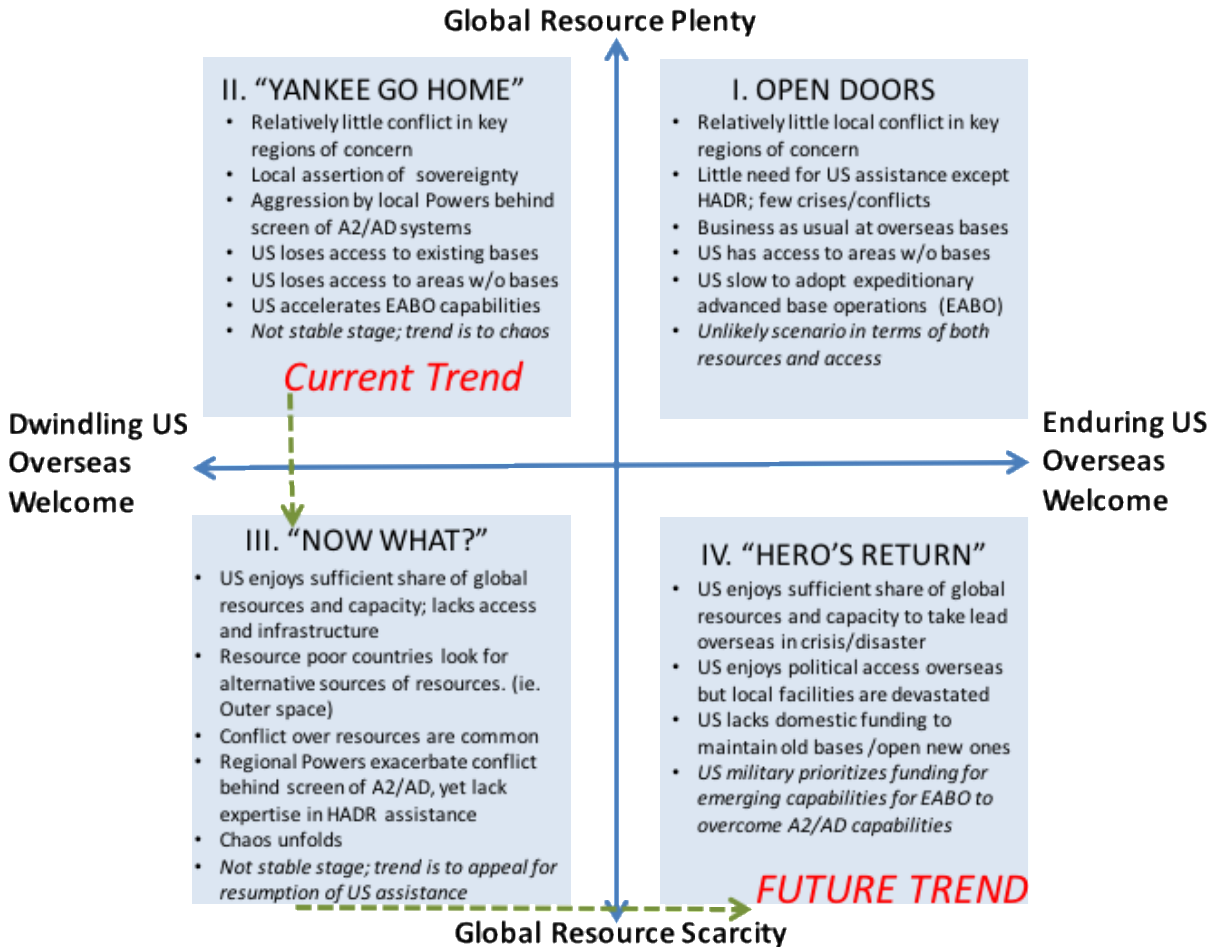 Global Resource Plenty
II. “YANKEE GO HOME”
• Relatively little conflict in key
regions of concern
• Local assertion of sovereignty
• Aggression by local Powers behind
screen of A2/AD systems
• US loses access to existing bases
• US loses access to areas w/o bases
• US accelerates EABO capabilities
• Not stable stage; trend is to chaos
Current Trend
I. OPEN DOORS
• Relatively little local conflict in key
regions of concern
• Little need for US assistance except
HADR; few crises/conflicts
• Business as usual at overseas bases
• US has access to areas w/o bases
• US slow to adopt expeditionary
advanced base operations (EABO)
• Unlikely scenario in terms of both
resources and access
Dwindling US
Overseas
Welcome
Enduring US
Overseas
Welcome
III. “NOW WHAT?”
• US enjoys sufficient share of global
resources and capacity; lacks access
and infrastructure
• Resource poor countries look for
alternative sources of resources. (ie.
Outer space)
• Conflict over resources are common
• Regional Powers exacerbate conflict
behind screen of A2/AD, yet lack
expertise in HADR assistance
• Chaos unfolds
• Not stable stage; trend is to appeal for
resumption of US assistance
IV. “HERO’S RETURN”
• US enjoys sufficient share of global
resources and capacity to take lead
overseas in crisis/disaster
• US enjoys political access overseas
but local facilities are devastated
• US lacks domestic funding to
maintain old bases /open new ones
• US military prioritizes funding for
emerging capabilities for EABO to
overcome A2/AD capabilities
FUTURE TREND
Global Resource Scarcity